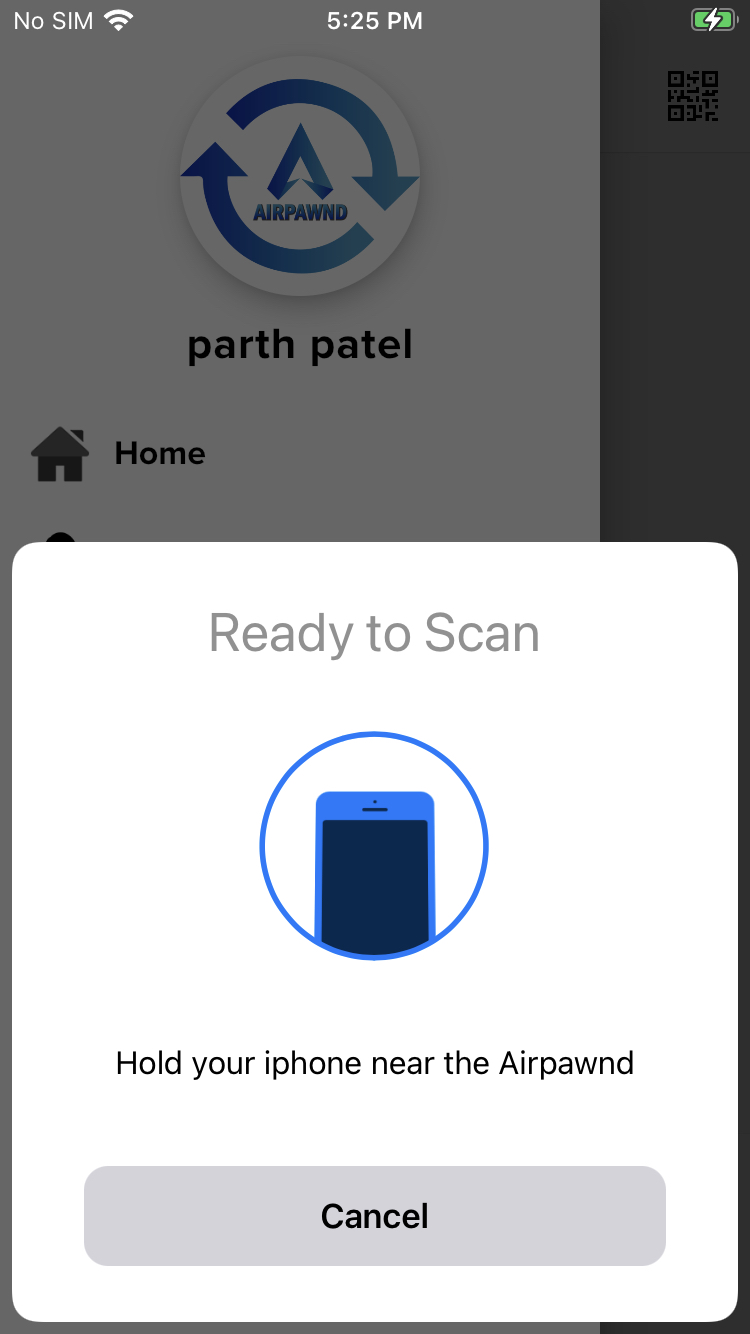 No SIM
5:25 PM
AIRPAWND
parth patel
Home
Ready to Scan
Hold your iphone near the Airpawnd
Cancel